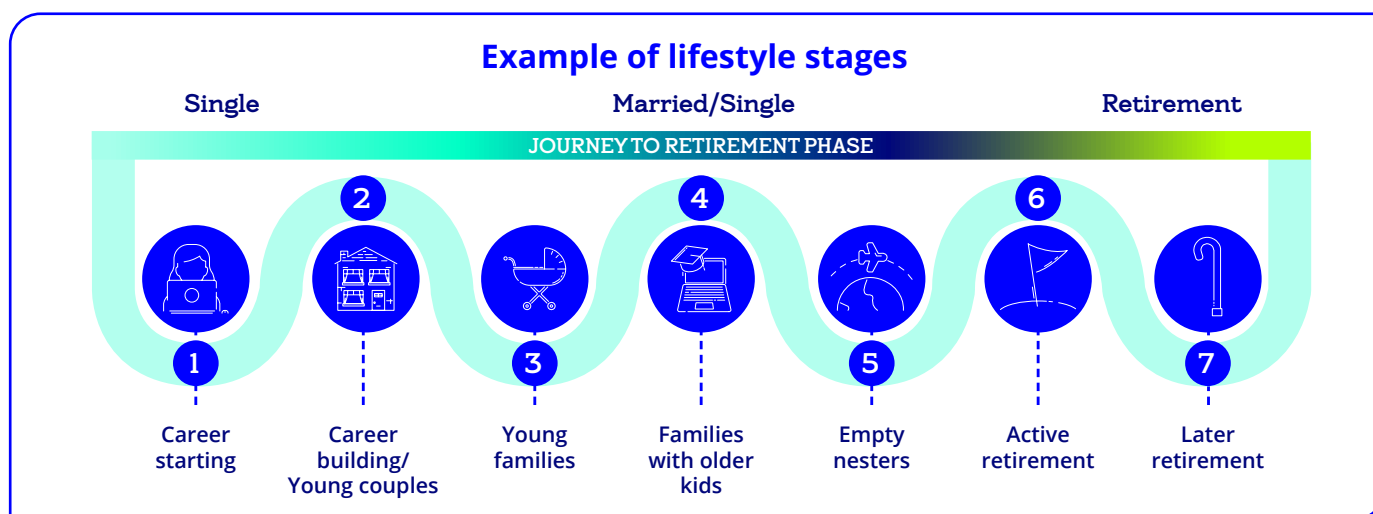 Example of lifestyle stages
Single
Married/Single
Retirement
JOURNEY TO RETIREMENT PHASE
2
4
6
1
3
5
7
Career
starting
Career
building/
Young couples
Young
families
Families
with older
kids
Empty
nesters
Active
retirement
Later
retirement